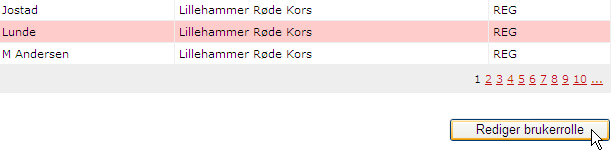 Jostad Lillehammer Røde Kors REG
Lunde Lillehammer Røde Kors REG
M Andersen Lillehammer Røde Kors REG
1 2 3 4 5 6 7 8 9 10 ...
Rediger brukerrolle